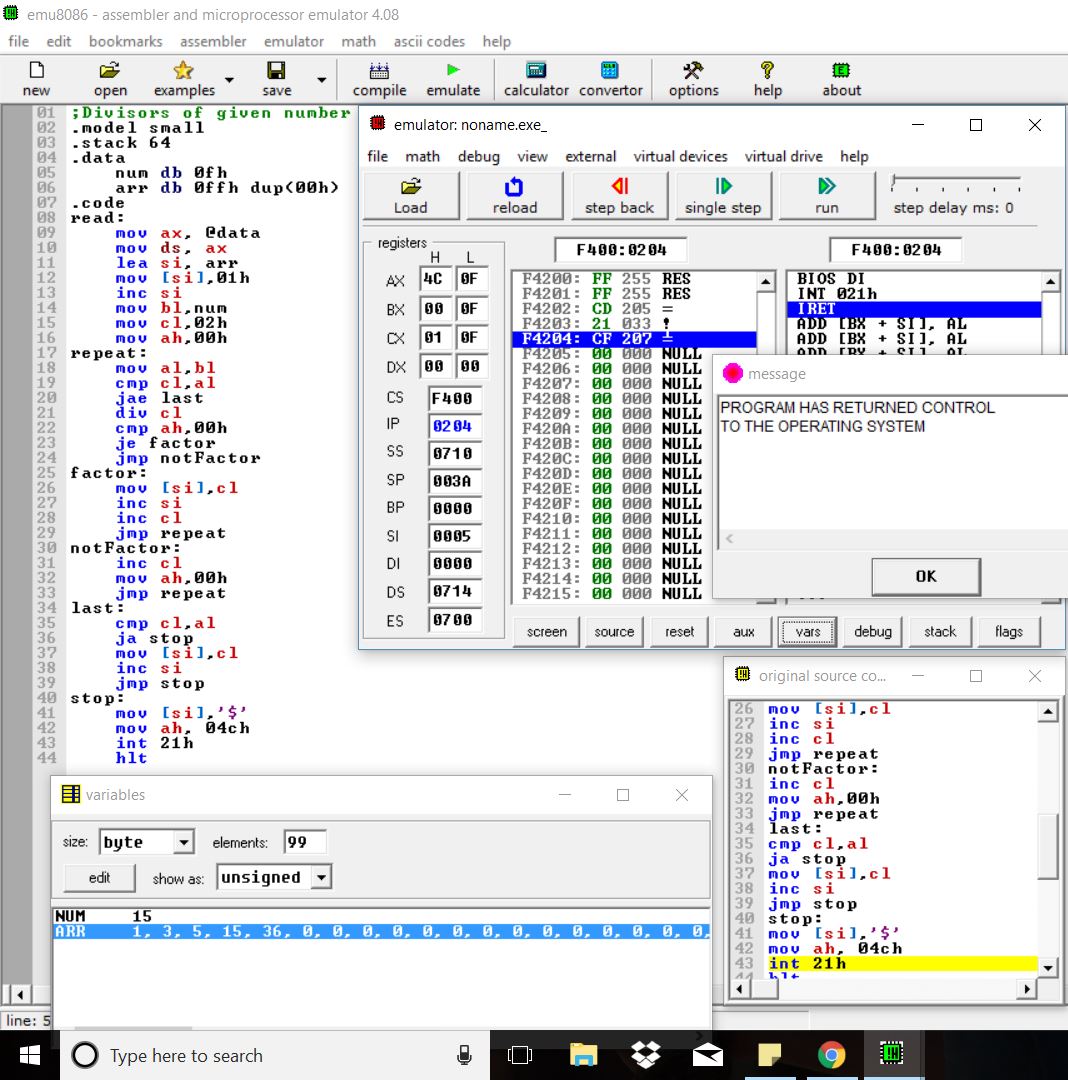 emu8086 - assembler and microprocessor emulator 4.08
file edit bookmarks assembler emulator math ascii codes help
new open examples save compile emulate calculator convertor options help about
01 ;Divisors of given number
02 .model small
03 .stack 64
04 .data
05 num db 0fh
06 arr db 0ffh dup(00h)
07 .code
08 read:
09 mov ax, @data
10 mov ds, ax
11 lea si, arr
12 mov [si],01h
13 inc si
14 mov bl,num
15 mov cl,02h
16 mov ah,00h
17 repeat:
18 mov al,bl
19 cmp cl,al
20 jae last
21 div cl
22 cmp ah,00h
23 je factor
24 jmp notFactor
25 factor:
26 mov [si],cl
27 inc si
28 inc cl
29 jmp repeat
30 notFactor:
31 inc cl
32 mov ah,00h
33 jmp repeat
34 last:
35 cmp cl,al
36 ja stop
37 mov [si],cl
38 inc si
39 jmp stop
40 stop:
41 mov [si],'$'
42 mov ah, 04ch
43 int 21h
44 hlt
emulator: noname.exe_
file math debug view external virtual devices virtual drive help
Load reload step back single step run step delay ms: 0
registers
H L
AX 4C 0F
BX 00 0F
CX 01 0F
DX 00 00
CS F400
IP 0204
SS 0710
SP 003A
BP 0000
SI 0005
DI 0000
DS 0714
ES 0700
F400:0204
F4200: FF 255 RES
F4201: FF 255 RES
F4202: CD 205 =
F4203: 21 033 !
F4204: CF 207
F4205: 00 000 NULL
F4206: 00 000 NULL
F4207: 00 000 NULL
F4208: 00 000 NULL
F4209: 00 000 NULL
F420A: 00 000 NULL
F420B: 00 000 NULL
F420C: 00 000 NULL
F420D: 00 000 NULL
F420E: 00 000 NULL
F420F: 00 000 NULL
F4210: 00 000 NULL
F4211: 00 000 NULL
F4212: 00 000 NULL
F4213: 00 000 NULL
F4214: 00 000 NULL
F4215: 00 000 NULL
F400:0204
BIOS DI
INT 021h
IRET
ADD [BX + SI], AL
ADD [BX + SI], AL
ADD [BX + SI], AL
message
PROGRAM HAS RETURNED CONTROL
TO THE OPERATING SYSTEM
OK
screen source reset aux vars debug stack flags
original source co...
26 mov [si],cl
27 inc si
28 inc cl
29 jmp repeat
30 notFactor:
31 inc cl
32 mov ah,00h
33 jmp repeat
34 last:
35 cmp cl,al
36 ja stop
37 mov [si],cl
38 inc si
39 jmp stop
40 stop:
41 mov [si],'$'
42 mov ah, 04ch
43 int 21h
44 hlt
variables
size: byte elements: 99
edit show as: unsigned
NUM 15
ARR 1, 3, 5, 15, 36, 0, 0, 0, 0, 0, 0, 0, 0, 0, 0, 0, 0, 0, 0,
line: 5
Type here to search